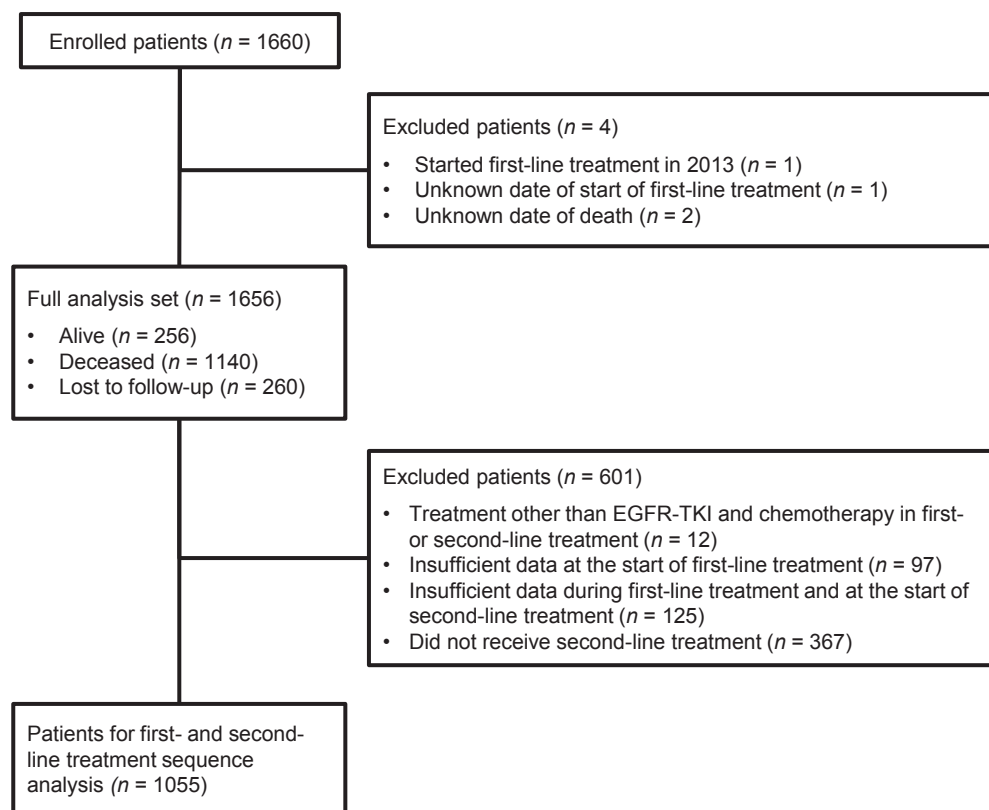 Enrolled patients (n = 1660)
Excluded patients (n = 4)
• Started first-line treatment in 2013 (n = 1)
• Unknown date of start of first-line treatment (n = 1)
• Unknown date of death (n = 2)
Full analysis set (n = 1656)
• Alive (n = 256)
• Deceased (n = 1140)
• Lost to follow-up (n = 260)
Excluded patients (n = 601)
• Treatment other than EGFR-TKI and chemotherapy in first-
or second-line treatment (n = 12)
• Insufficient data at the start of first-line treatment (n = 97)
• Insufficient data during first-line treatment and at the start of
second-line treatment (n = 125)
• Did not receive second-line treatment (n = 367)
Patients for first- and second-
line treatment sequence
analysis (n = 1055)